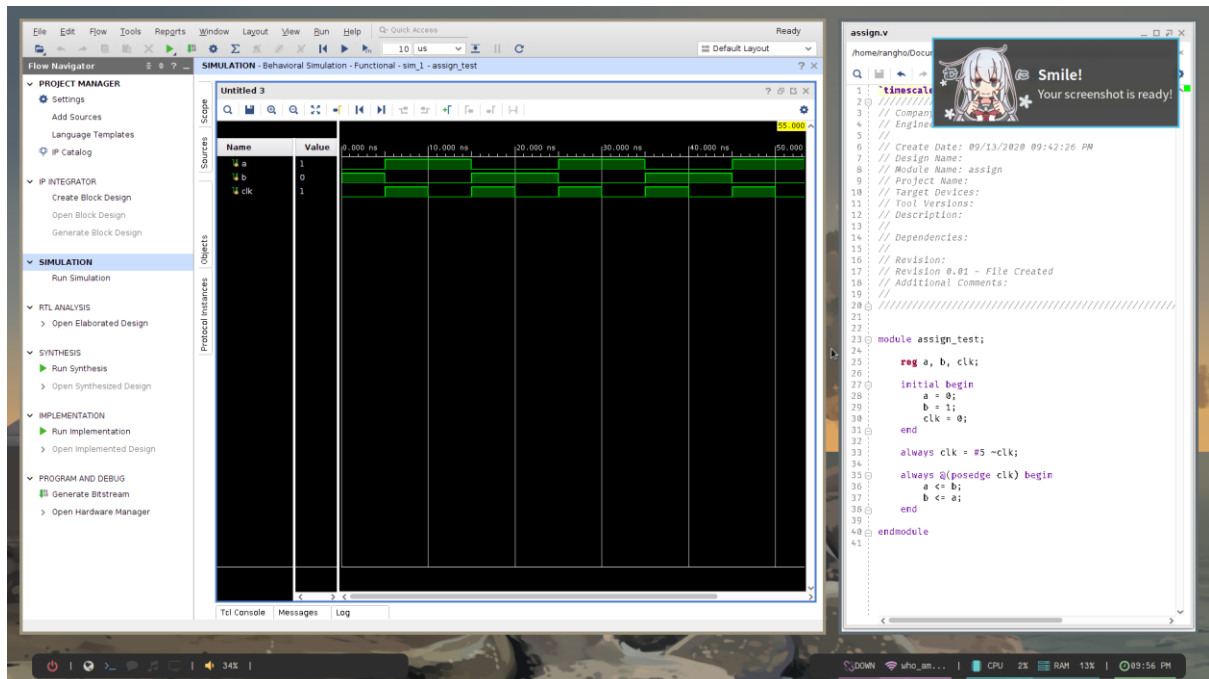 File Edit Flow Tools Reports Window Layout View Run Help Quick Access Ready
10 us Default Layout
Flow Navigator
PROJECT MANAGER
Settings
Add Sources
Language Templates
IP Catalog
IP INTEGRATOR
Create Block Design
Open Block Design
Generate Block Design
SIMULATION
Run Simulation
RTL ANALYSIS
Open Elaborated Design
SYNTHESIS
Run Synthesis
Open Synthesized Design
IMPLEMENTATION
Run Implementation
Open Implemented Design
PROGRAM AND DEBUG
Generate Bitstream
Open Hardware Manager
SIMULATION - Behavioral Simulation - Functional - sim_1 - assign_test
Scope
Sources
Objects
Protocol Instances
Untitled 3
55.000
Name Value 0.000 ns 10.000 ns 20.000 ns 30.000 ns 40.000 ns 50.000
a 1
b 0
clk 1
Tcl Console Messages Log
assign.v
/home/rangho/Docu
Smile!
Your screenshot is ready!
1 `timescale
2 ////////////
3 // Company
4 // Enginee
5 //
6 // Create Date: 09/13/2020 09:42:26 PM
7 // Design Name:
8 // Module Name: assign
9 // Project Name:
10 // Target Devices:
11 // Tool Versions:
12 // Description:
13 //
14 // Dependencies:
15 //
16 // Revision:
17 // Revision 0.01 - File Created
18 // Additional Comments:
19 //
20 //////////////////////////////////////////////////
21
22
23 module assign_test;
24
25 reg a, b, clk;
26
27 initial begin
28 a = 0;
29 b = 1;
30 clk = 0;
31 end
32
33 always clk = #5 ~clk;
34
35 always @(posedge clk) begin
36 a <= b;
37 b <= a;
38 end
39
40 endmodule
41
34%
DOWN who_am... CPU 2% RAM 13% 09:56 PM